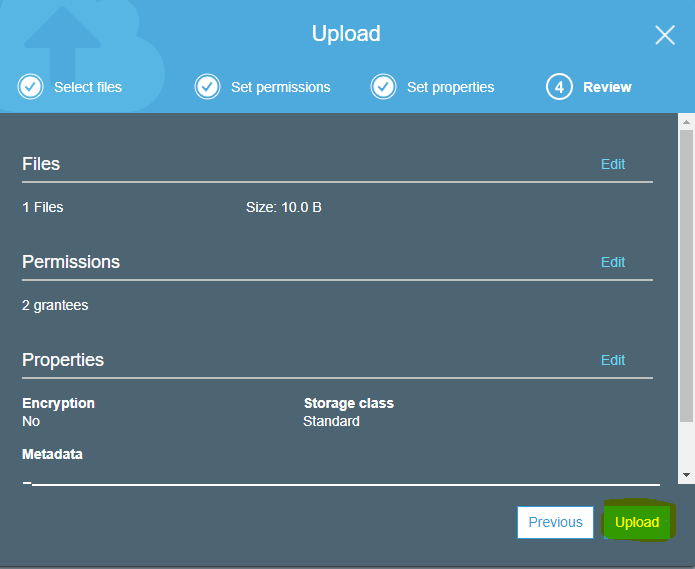 Upload
Select files
Set permissions
Set properties
4 Review
Files Edit
1 Files Size: 10.0 B
Permissions Edit
2 grantees
Properties Edit
Encryption Storage class
No Standard
Metadata
Previous Upload